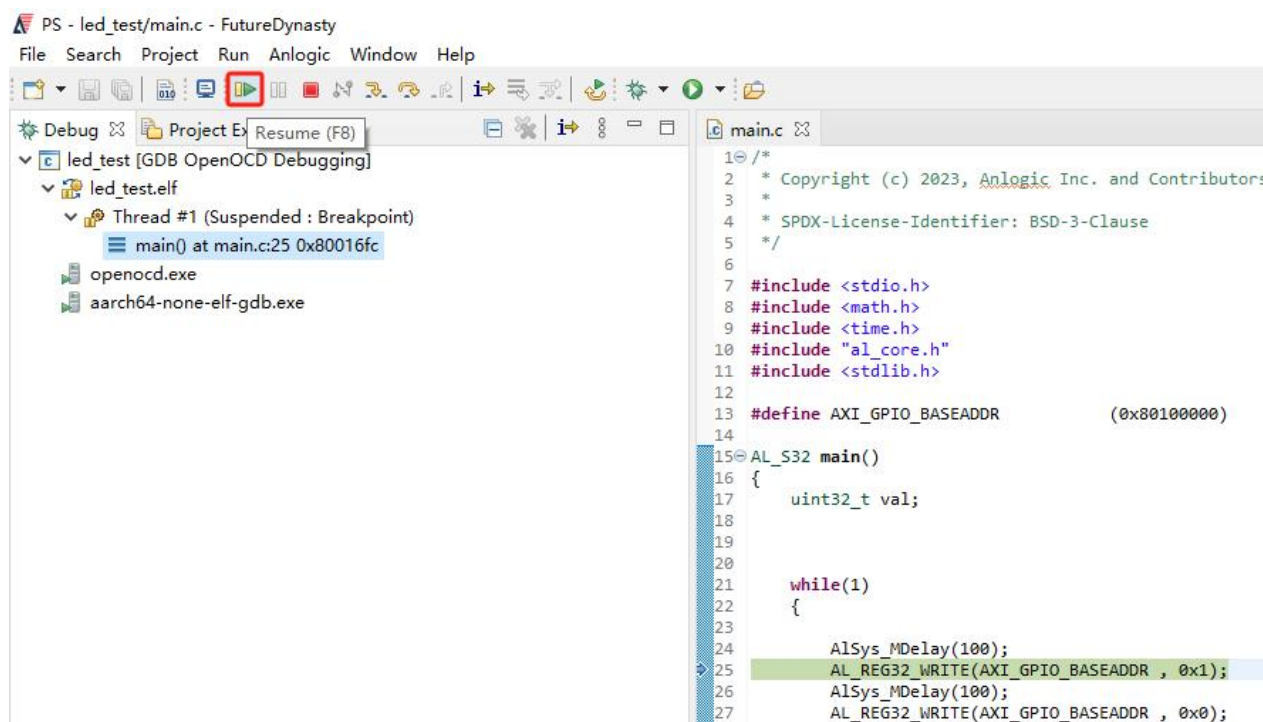 PS - led_test/main.c - FutureDynasty
File Search Project Run Anlogic Window Help
010
Debug Project Ex
Resume (F8)
led_test [GDB OpenOCD Debugging]
led_test.elf
Thread #1 (Suspended : Breakpoint)
main() at main.c:25 0x80016fc
openocd.exe
aarch64-none-elf-gdb.exe
main.c
1 /*
2 * Copyright (c) 2023, Anlogic Inc. and Contributors
3 *
4 * SPDX-License-Identifier: BSD-3-Clause
5 */
6
7 #include <stdio.h>
8 #include <math.h>
9 #include <time.h>
10 #include "al_core.h"
11 #include <stdlib.h>
12
13 #define AXI_GPIO_BASEADDR (0x80100000)
14
15 AL_S32 main()
16 {
17 uint32_t val;
18
19
20
21 while(1)
22 {
23
24 AlSys_MDelay(100);
25 AL_REG32_WRITE(AXI_GPIO_BASEADDR , 0x1);
26 AlSys_MDelay(100);
27 AL_REG32_WRITE(AXI_GPIO_BASEADDR , 0x0);